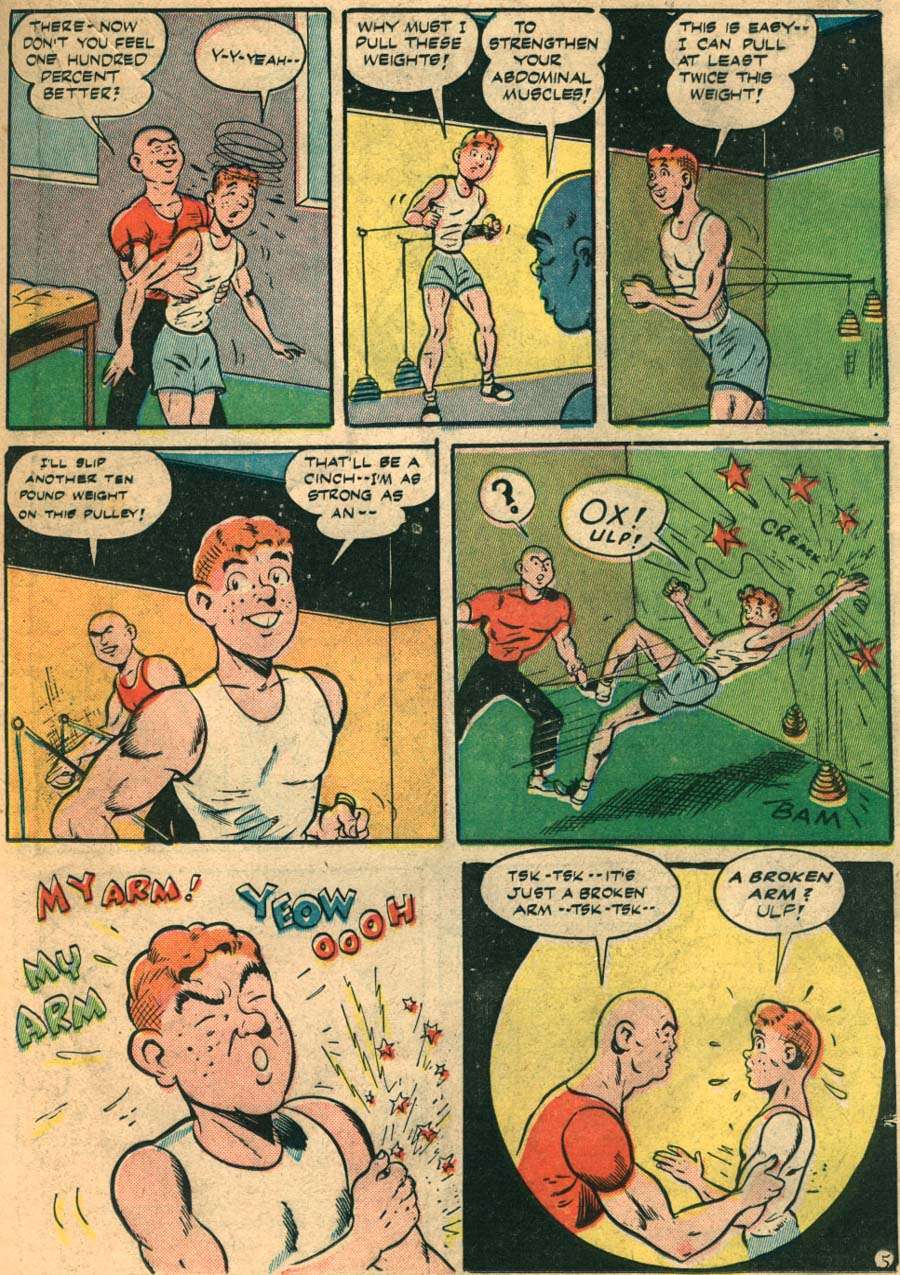 THERE--NOW
DON'T YOU FEEL
ONE HUNDRED
PERCENT
BETTER?
Y-Y-YEAH--
WHY MUST I
PULL THESE
WEIGHTS!
TO
STRENGTHEN
YOUR
ABDOMINAL
MUSCLES!
THIS IS EASY--
I CAN PULL
AT LEAST
TWICE THIS
WEIGHT!
I'LL SLIP
ANOTHER TEN
POUND WEIGHT
ON THIS PULLEY!
THAT'LL BE A
CINCH--I'M AS
STRONG AS
AN--
?
OX!
ULP!
CRRACK
BAM
MY ARM!
MY
ARM
YEOW
OOOH
TSK-TSK--IT'S
JUST A BROKEN
ARM--TSK-TSK--
A BROKEN
ARM?
ULP!
5